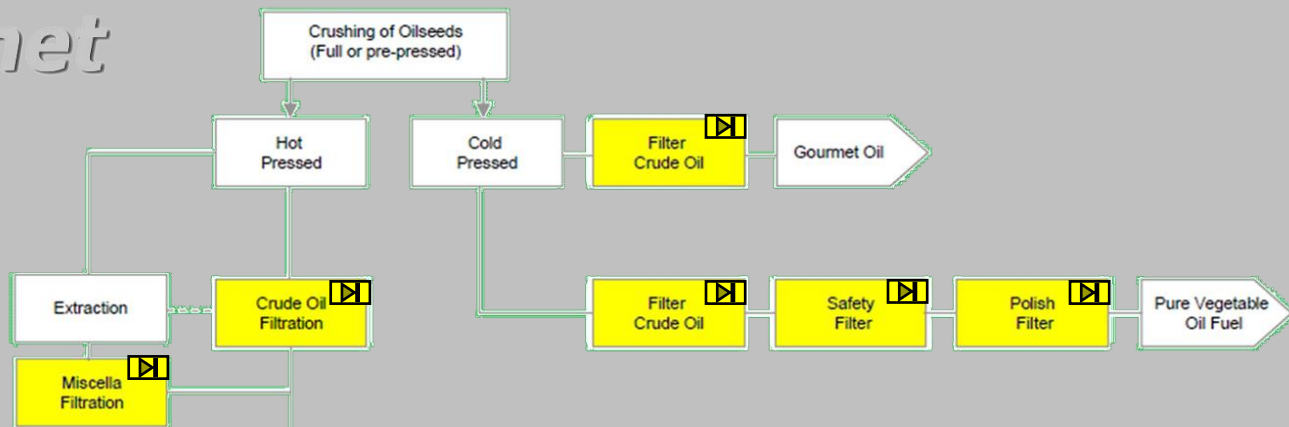 net
Crushing of Oilseeds
(Full or pre-pressed)
Hot
Pressed
Cold
Pressed
Filter
Crude Oil
Gourmet Oil
Extraction
Crude Oil
Filtration
Filter
Crude Oil
Safety
Filter
Polish
Filter
Pure Vegetable
Oil Fuel
Miscella
Filtration